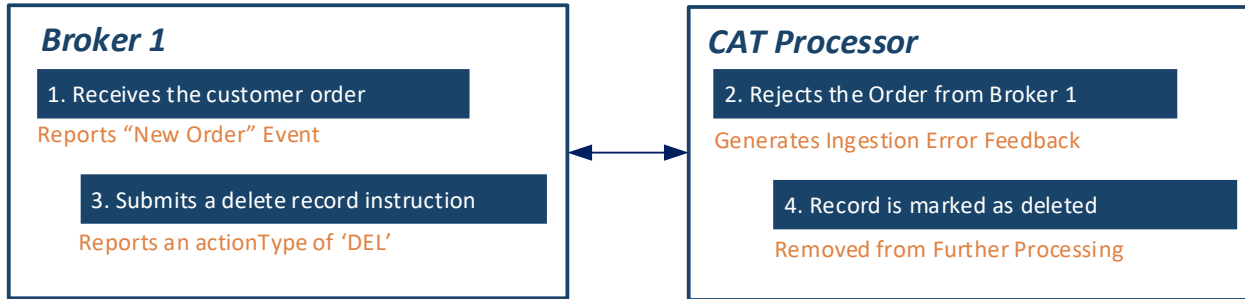 Broker 1
1. Receives the customer order
Reports “New Order” Event
3. Submits a delete record instruction
Reports an actionType of ‘DEL’
CAT Processor
2. Rejects the Order from Broker 1
Generates Ingestion Error Feedback
4. Record is marked as deleted
Removed from Further Processing